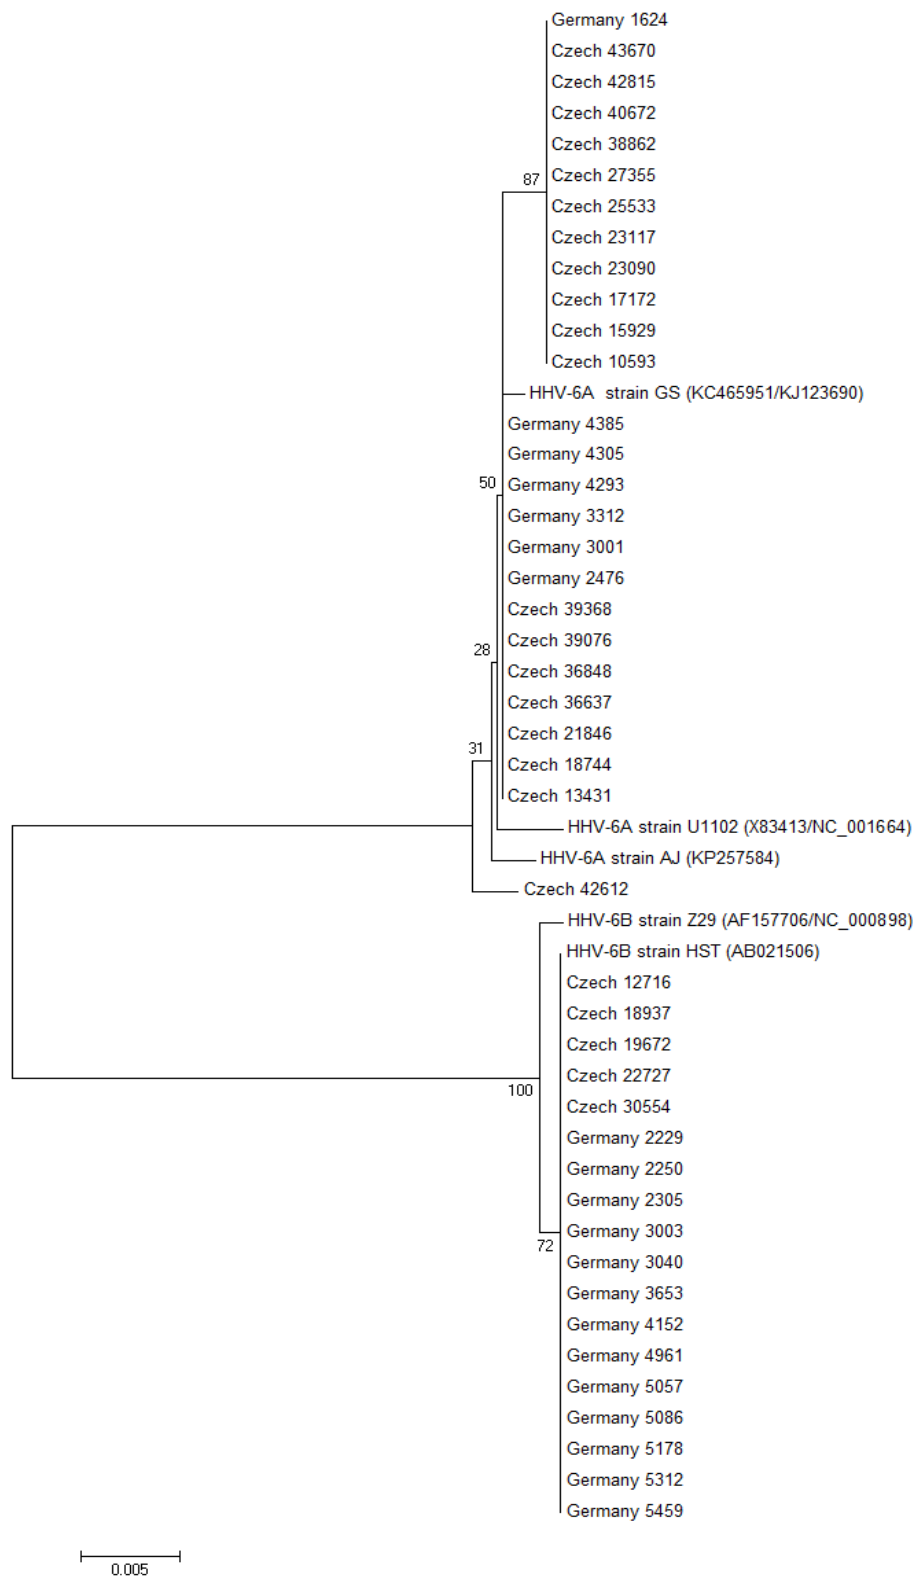 Germany 1624
Czech 43670
Czech 42815
Czech 40672
Czech 38862
Czech 27355
87
Czech 25533
Czech 23117
Czech 23090
Czech 17172
Czech 15929
Czech 10593
HHV-6A strain GS (KC465951/KJ123690)
Germany 4385
Germany 4305
50
Germany 4293
Germany 3312
Germany 3001
Germany 2476
Czech 39368
Czech 39076
28
Czech 36848
Czech 36637
Czech 21846
31
Czech 18744
Czech 13431
HHV-6A strain U1102 (X83413/NC_001664)
HHV-6A strain AJ (KP257584)
Czech 42612
HHV-6B strain Z29 (AF157706/NC_000898)
HHV-6B strain HST (AB021506)
Czech 12716
Czech 18937
Czech 19672
Czech 22727
100
Czech 30554
Germany 2229
Germany 2250
Germany 2305
Germany 3003
72
Germany 3040
Germany 3653
Germany 4152
Germany 4961
Germany 5057
Germany 5086
Germany 5178
Germany 5312
Germany 5459
0.005